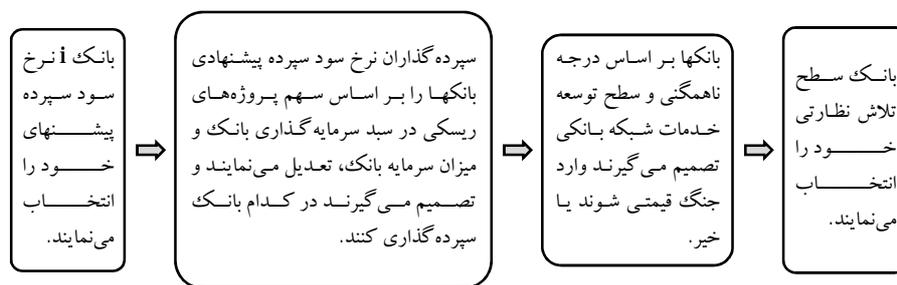 بانک i نرخ
سود سپرده
پیشنهای
خود را
انتخاب
می‌نمایند.
سپرده‌گذاران نرخ سود سپرده پیشنهادی
بانکها را بر اساس سهم پروژه‌های
ریسکی در سبد سرمایه‌گذاری بانک و
میزان سرمایه بانک، تعدیل می‌نمایند و
تصمیم می‌گیرند در کدام بانک
سپرده‌گذاری کنند.
بانکها بر اساس درجه
ناهمگنی و سطح توسعه
خدمات شبکه بانکی
تصمیم می‌گیرند وارد
جنگ قیمتی شوند یا
خیر.
بانک سطح
تلاش نظارتی
خود را
انتخاب
می‌نمایند.